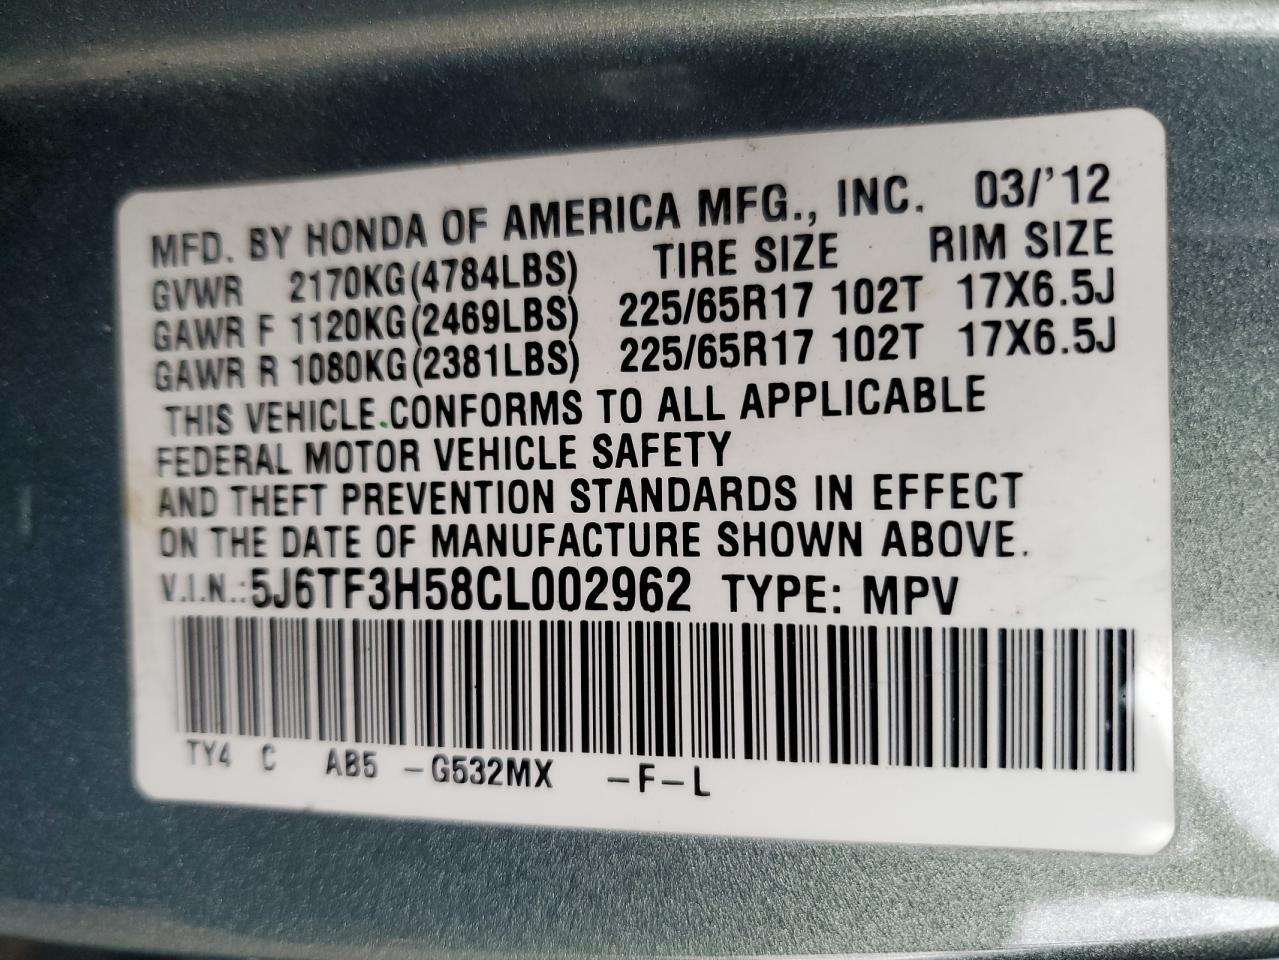 MFD. BY HONDA OF AMERICA MFG., INC. 03/'12
GVWR 2170KG(4784LBS) TIRE SIZE RIM SIZE
GAWR F 1120KG(2469LBS) 225/65R17 102T 17X6.5J
GAWR R 1080KG(2381LBS) 225/65R17 102T 17X6.5J
THIS VEHICLE CONFORMS TO ALL APPLICABLE
FEDERAL MOTOR VEHICLE SAFETY
AND THEFT PREVENTION STANDARDS IN EFFECT
ON THE DATE OF MANUFACTURE SHOWN ABOVE.
V.I.N.:5J6TF3H58CL002962 TYPE: MPV
TY4 C AB5 -G532MX -F-L